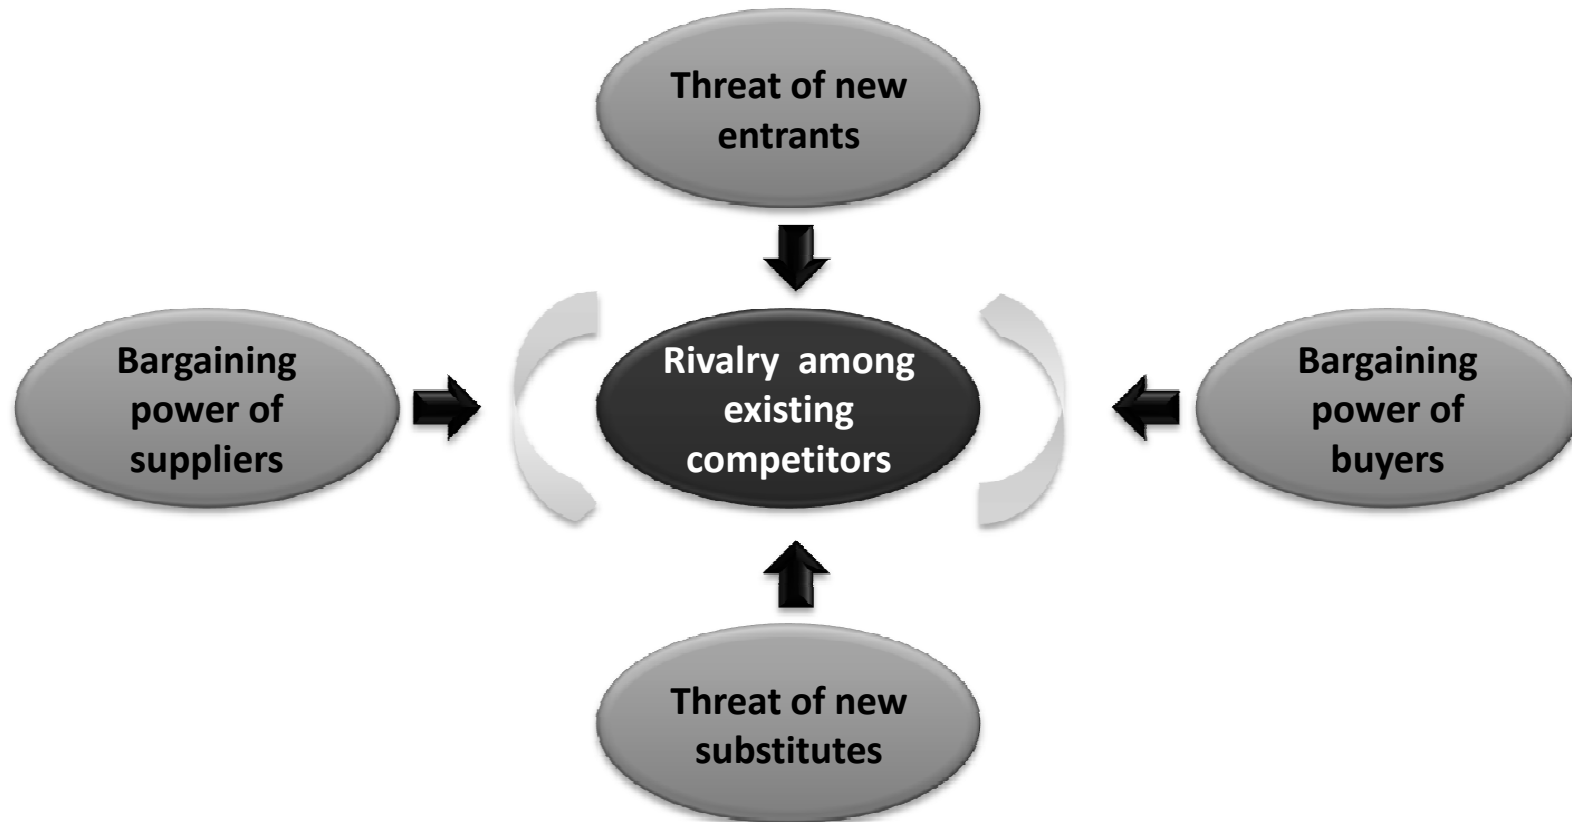 Threat of new
entrants
Bargaining
power of
suppliers
Rivalry  among
existing
competitors
Bargaining
power of
buyers
Threat of new
substitutes